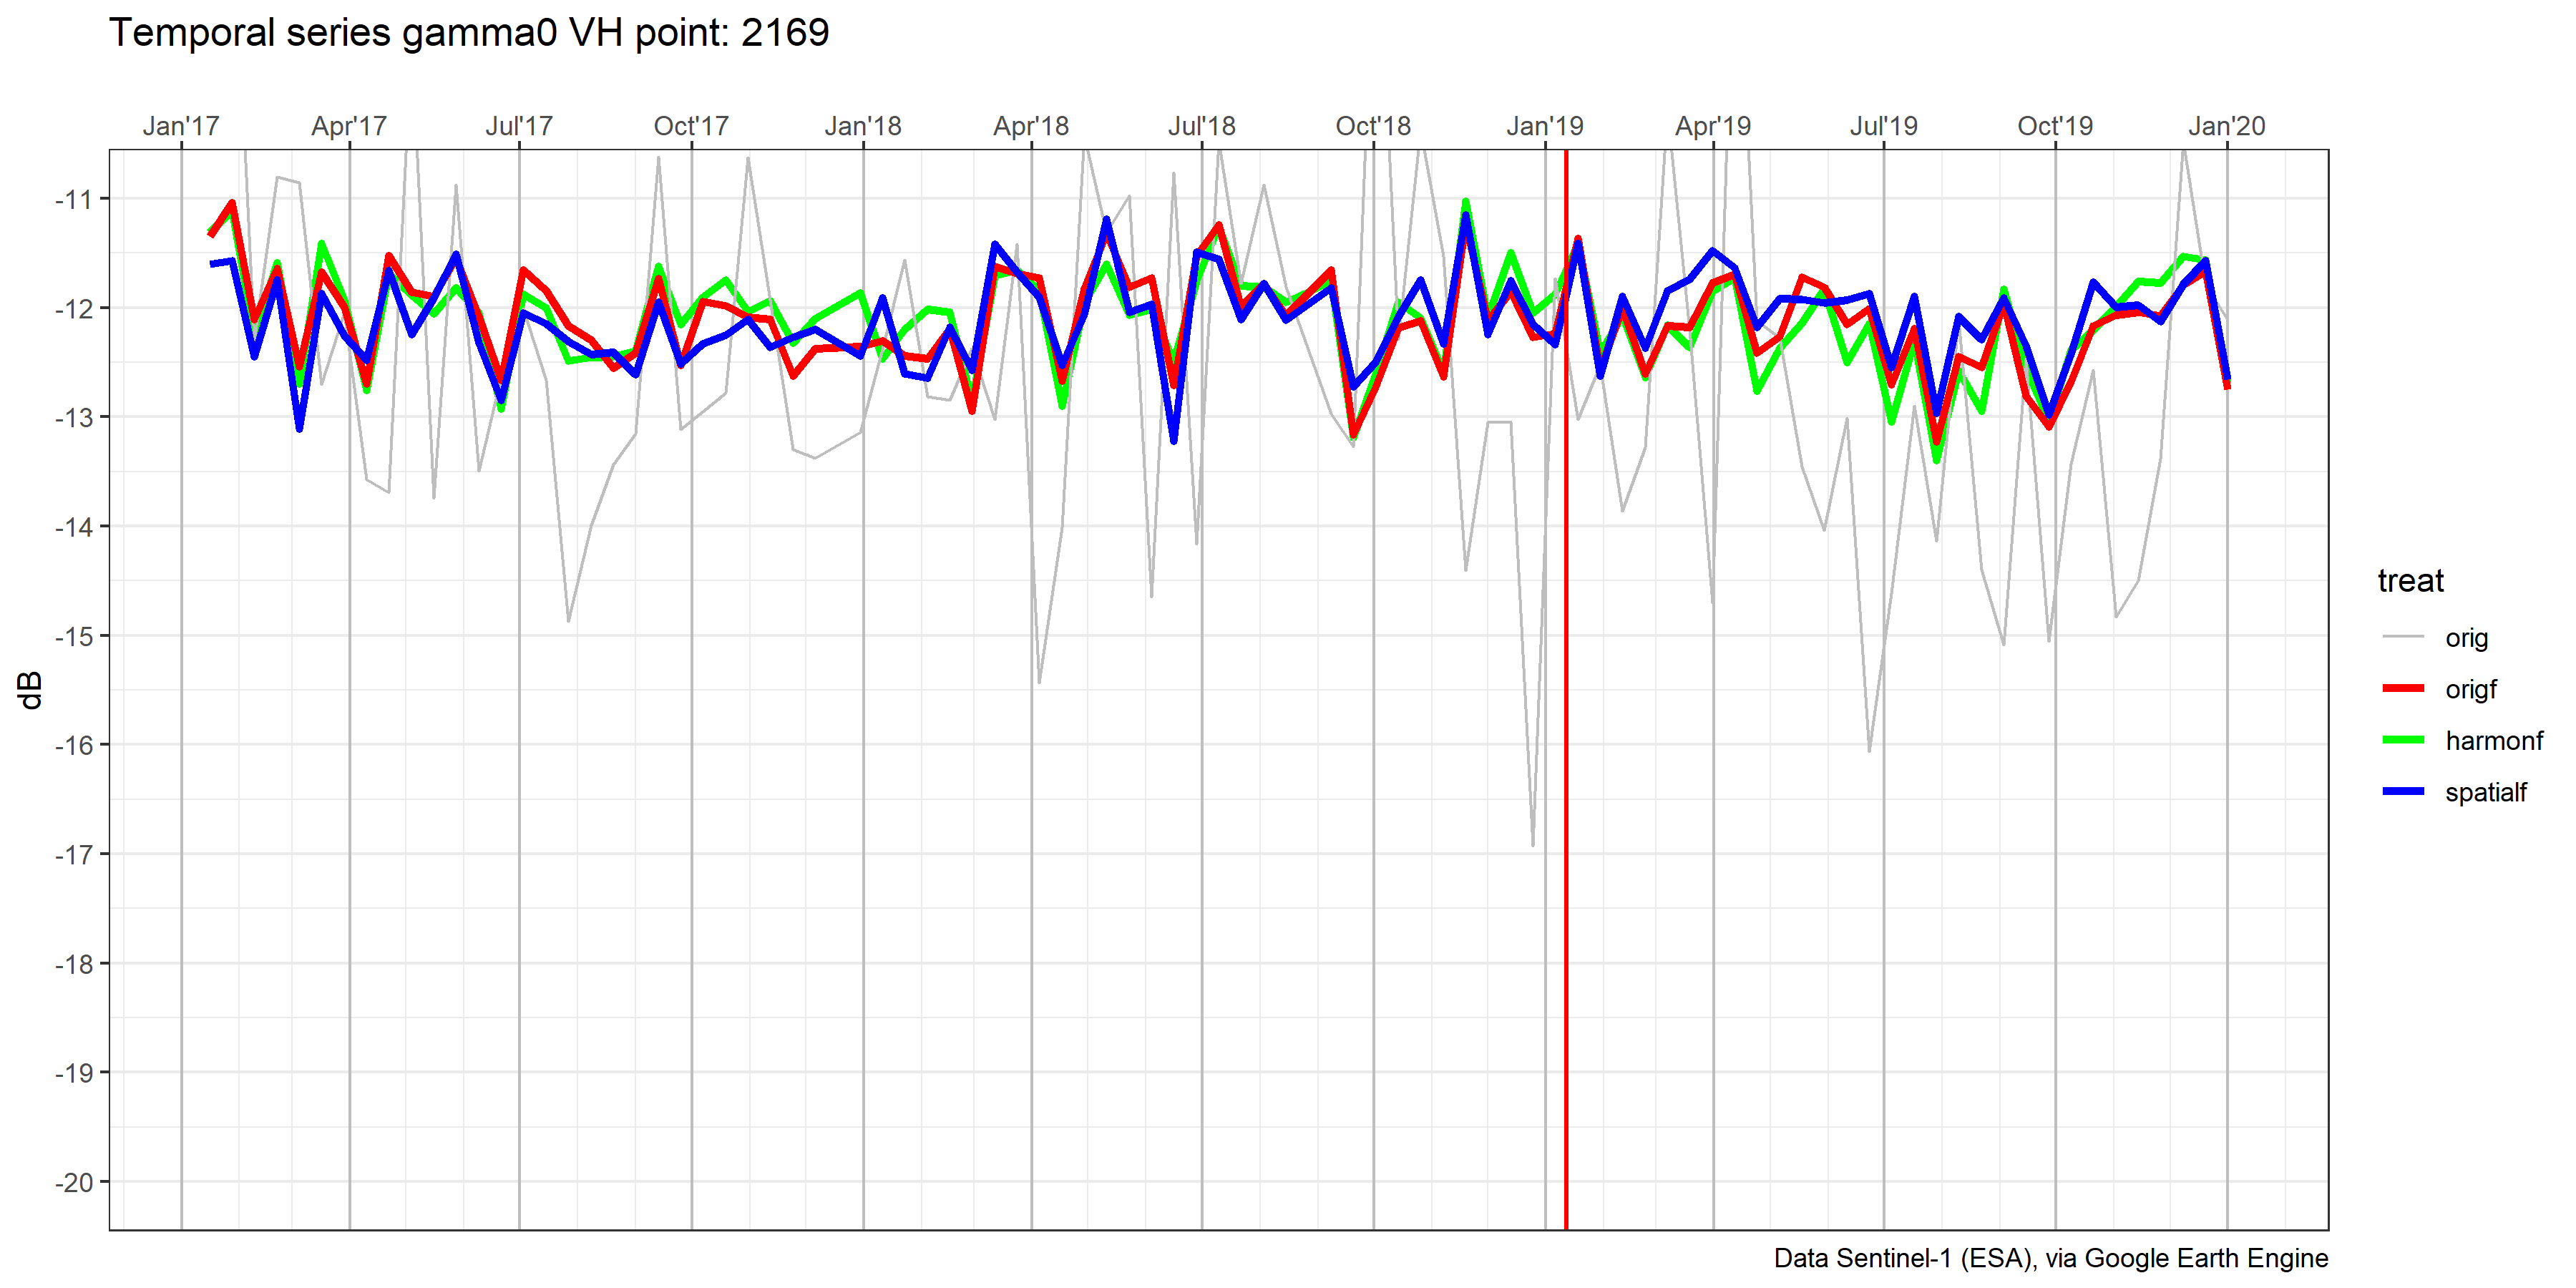 Temporal series gamma0 VH point: 2169
Jan'17 Apr'17 Jul'17 Oct'17 Jan'18 Apr'18 Jul'18 Oct'18 Jan'19 Apr'19 Jul'19 Oct'19 Jan'20
-11
-12
-13
-14
-15
-16
-17
-18
-19
-20
dB
treat
orig
origf
harmonf
spatialf
Data Sentinel-1 (ESA), via Google Earth Engine